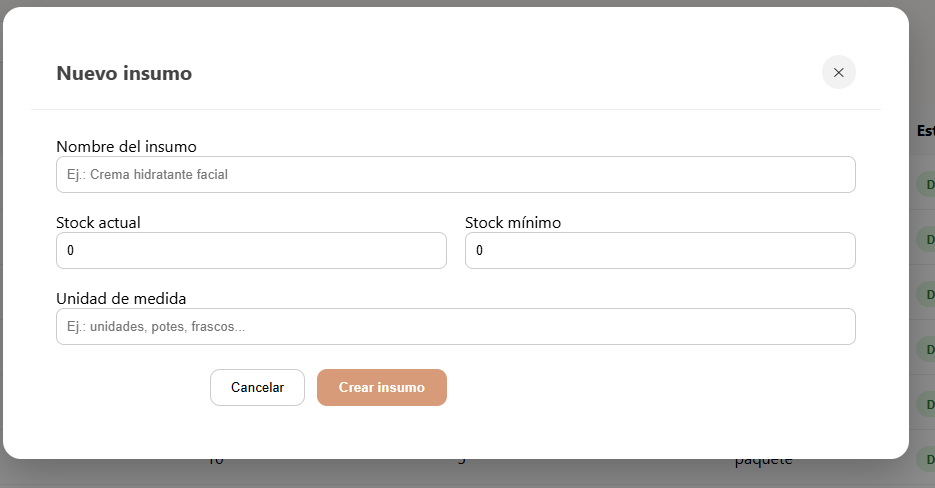 Nuevo insumo
Nombre del insumo
Ej.: Crema hidratante facial
Stock actual Stock mínimo
0 0
Unidad de medida
Ej.: unidades, potes, frascos...
Cancelar Crear insumo
Est
D
D
D
D
D
D
10 5 paquete